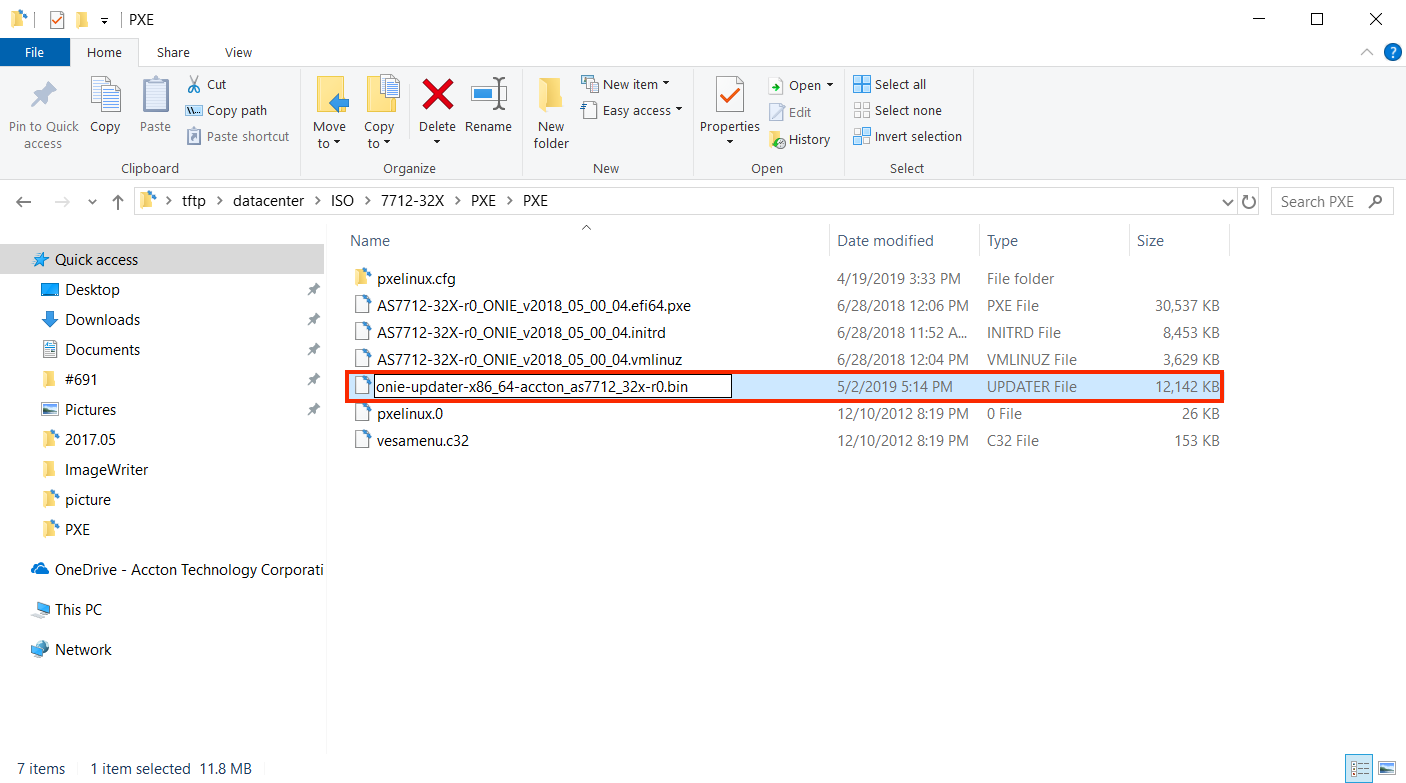 PXE
File Home Share View
Pin to Quick access
Copy
Paste
Cut
Copy path
Paste shortcut
Clipboard
Move to
Copy to
Delete
Rename
Organize
New folder
New item
Easy access
New
Properties
Open
Edit
History
Open
Select all
Select none
Invert selection
Select
tftp datacenter ISO 7712-32X PXE PXE
Search PXE
Name Date modified Type Size
Quick access
Desktop
Downloads
Documents
#691
Pictures
2017.05
ImageWriter
picture
PXE
OneDrive - Accton Technology Corporati
This PC
Network
pxelinux.cfg 4/19/2019 3:33 PM File folder
AS7712-32X-r0_ONIE_v2018_05_00_04.efi64.pxe 6/28/2018 12:06 PM PXE File 30,537 KB
AS7712-32X-r0_ONIE_v2018_05_00_04.initrd 6/28/2018 11:52 A... INITRD File 8,453 KB
AS7712-32X-r0_ONIE_v2018_05_00_04.vmlinuz 6/28/2018 12:04 PM VMLINUZ File 3,629 KB
onie-updater-x86_64-accton_as7712_32x-r0.bin 5/2/2019 5:14 PM UPDATER File 12,142 KB
pxelinux.0 12/10/2012 8:19 PM 0 File 26 KB
vesamenu.c32 12/10/2012 8:19 PM C32 File 153 KB
7 items 1 item selected 11.8 MB